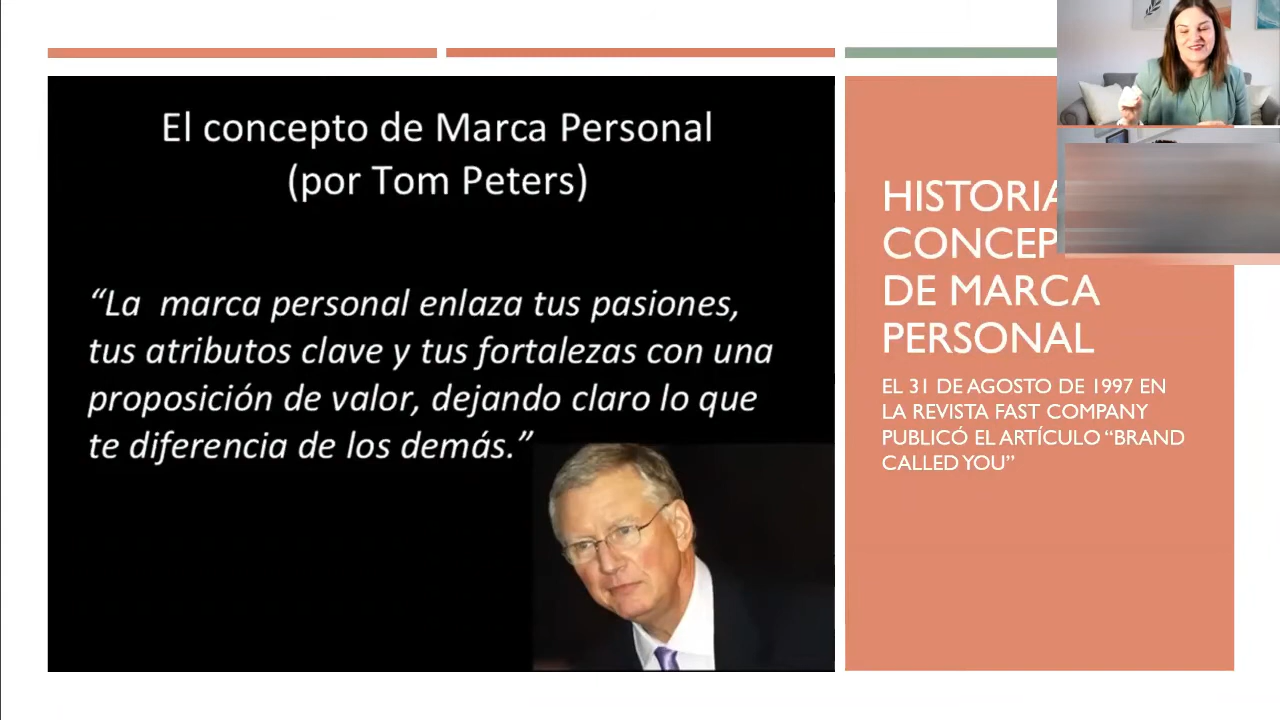 El concepto de Marca Personal
(por Tom Peters)
“La marca personal enlaza tus pasiones,
tus atributos clave y tus fortalezas con una
proposición de valor, dejando claro lo que
te diferencia de los demás.”
HISTORIA
DE MARCA
PERSONAL
EL 31 DE AGOSTO DE 1997 EN
LA REVISTA FAST COMPANY
PUBLICÓ EL ARTÍCULO “BRAND
CALLED YOU”